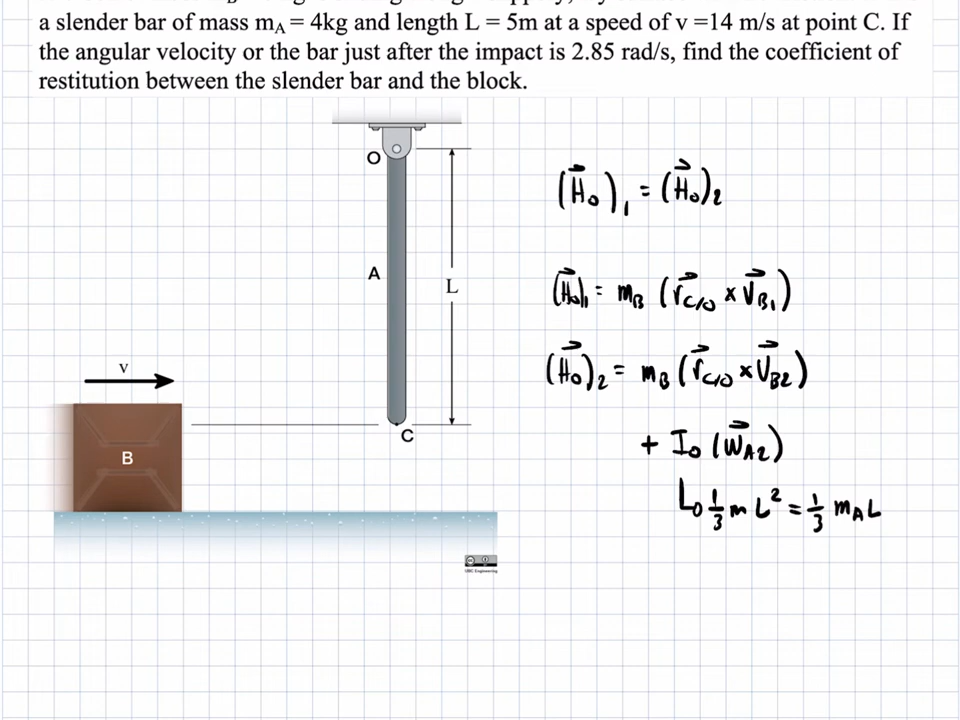 a slender bar of mass mA = 4kg and length L = 5m at a speed of v =14 m/s at point C. If
the angular velocity or the bar just after the impact is 2.85 rad/s, find the coefficient of
restitution between the slender bar and the block.
O
A
L
v
B
C
(H⃗o)1 = (H⃗o)2
(H⃗o)1 = mB (r⃗C/O × V⃗B1)
(H⃗o)2 = mB (r⃗C/O × V⃗B2)
+ Io (W⃗A2)
↳ 1/3 m L² = 1/3 mA L
UBC Engineering